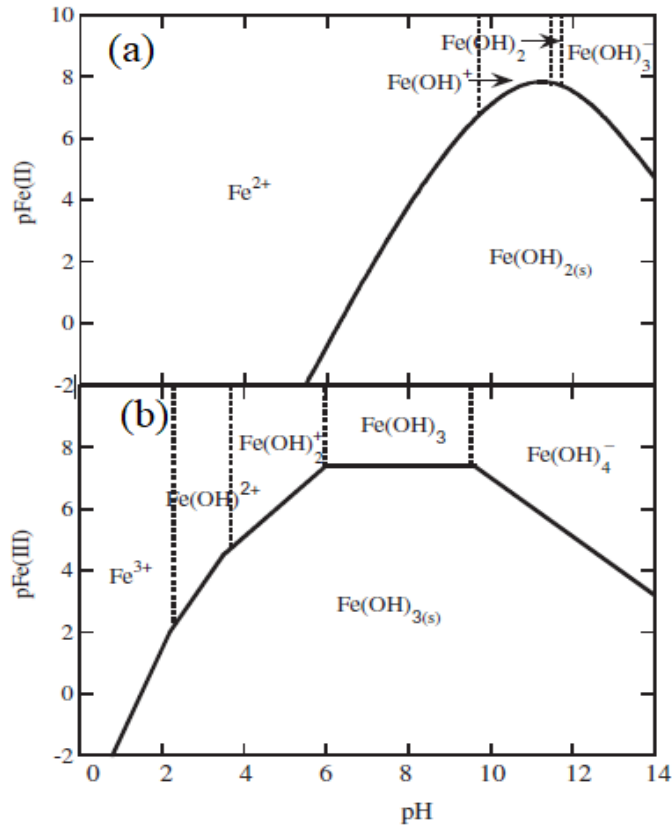 (a)
10
8
6
4
2
0
-2
pFe(II)
Fe(OH)₂
Fe(OH)₃⁻
Fe(OH)⁺
Fe²⁺
Fe(OH)₂₍ₛ₎
(b)
8
6
4
2
0
-2
pFe(III)
Fe(OH)₂⁺
Fe(OH)₃
Fe(OH)₄⁻
Fe(OH)²⁺
Fe³⁺
Fe(OH)₃₍ₛ₎
0 2 4 6 8 10 12 14
pH